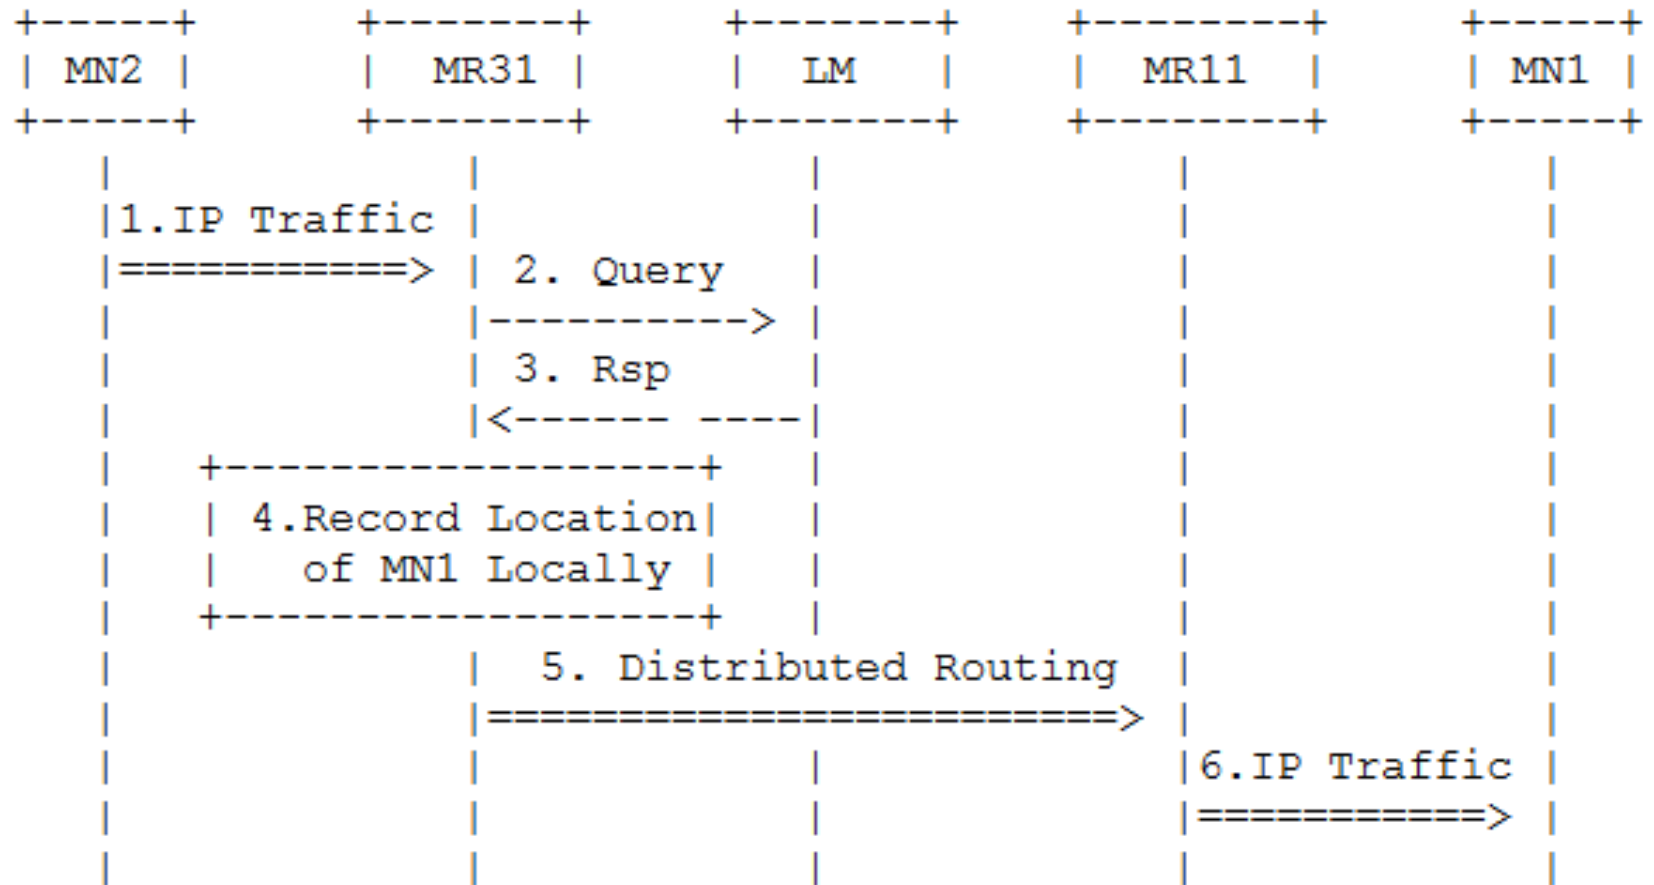 +-----+ +-------+ +-------+ +--------+ +-----+
| MN2 | | MR31 | | LM | | MR11 | | MN1 |
+-----+ +-------+ +-------+ +--------+ +-----+
| | | | |
|1.IP Traffic | | | |
|===========> | 2. Query | | |
| |----------> | | |
| | 3. Rsp | | |
| |<------ ----| | |
| +------------------+ | | |
| | 4.Record Location| | | |
| | of MN1 Locally | | | |
| +------------------+ | | |
| | 5. Distributed Routing | |
| |========================> | |
| | | |6.IP Traffic |
| | | |===========> |
| | | | |